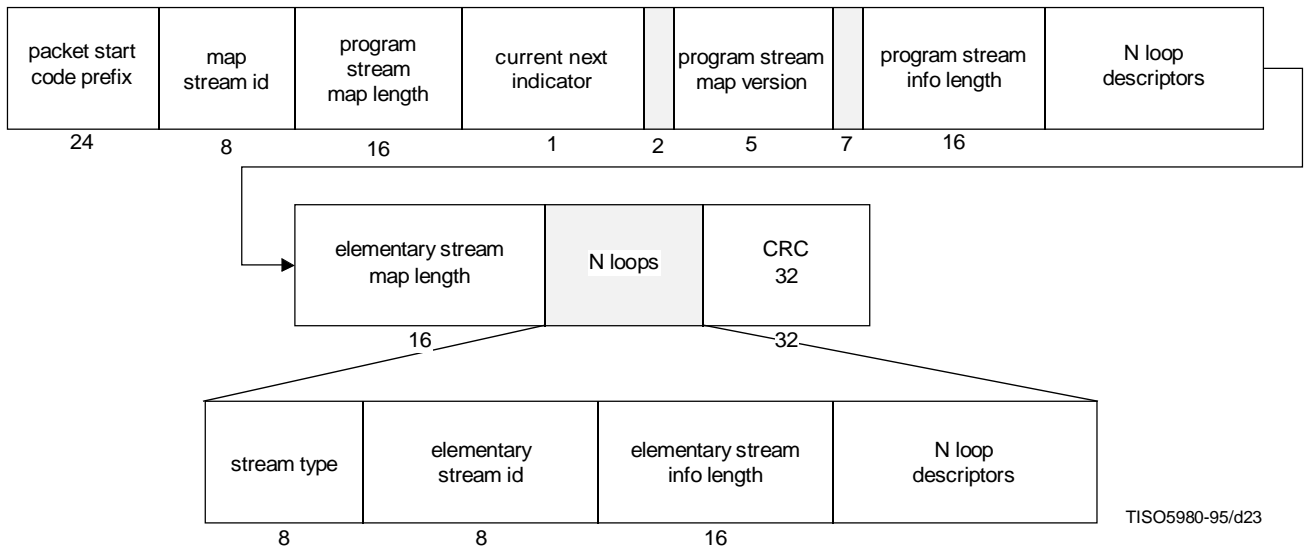 packet start
code prefix
map
stream id
program
stream
map length
current next
indicator
program stream
map version
program stream
info length
N loop
descriptors
24
8
16
1
2
5
7
16
elementary stream
map length
N loops
CRC
32
16
32
stream type
elementary
stream id
elementary stream
info length
N loop
descriptors
8
8
16
TISO5980-95/d23